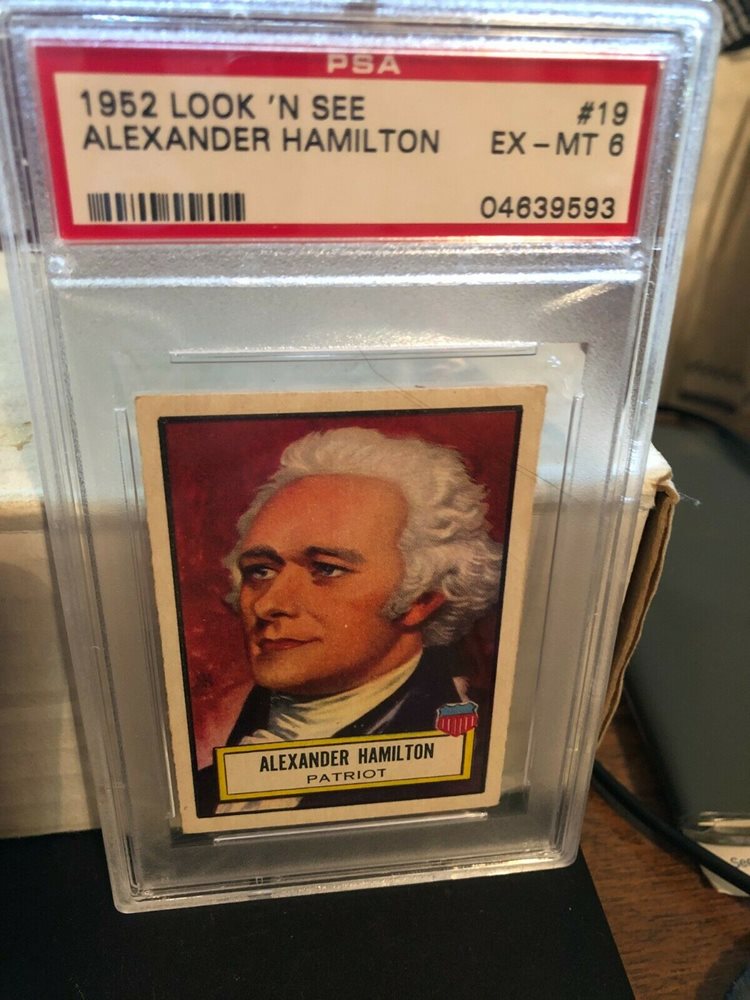 PSA
1952 LOOK 'N SEE #19
ALEXANDER HAMILTON EX - MT 6
04639593
ALEXANDER HAMILTON
PATRIOT